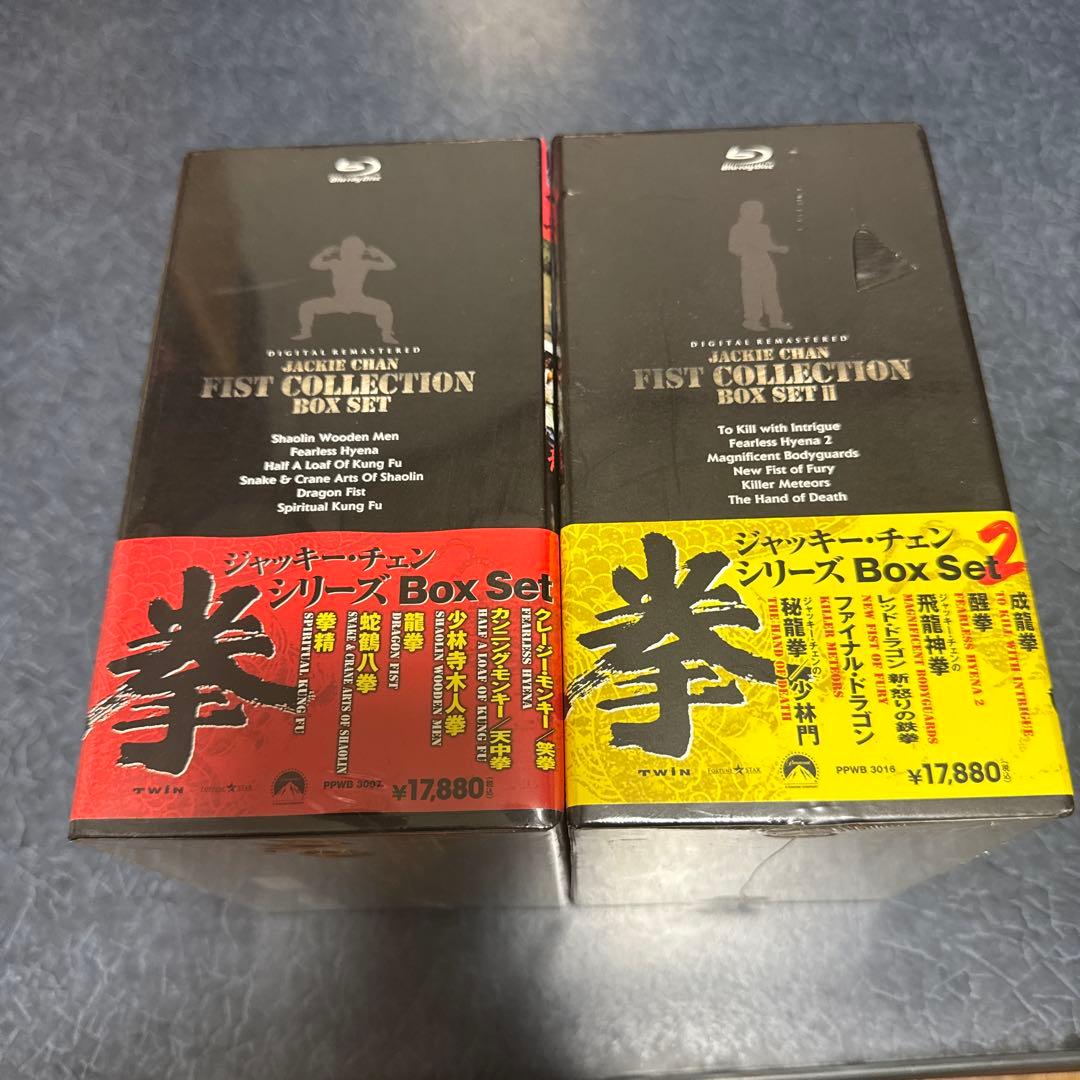 Blu-ray Disc
DIGITAL REMASTERED
JACKIE CHAN
FIST COLLECTION
BOX SET
Shaolin Wooden Men
Fearless Hyena
Half A Loaf Of Kung Fu
Snake & Crane Arts Of Shaolin
Dragon Fist
Spiritual Kung Fu
ジャッキー・チェン
拳
シリーズ Box Set
クレージーモンキー/笑拳
FEARLESS HYENA
カンニングモンキー/天中拳
HALF A LOAF OF KUNG FU
少林寺木人拳
SHAOLIN WOODEN MEN
龍拳
DRAGON FIST
蛇鶴八拳
SNAKE & CRANE ARTS OF SHAOLIN
拳精
SPIRITUAL KUNG FU
TWIN
FORTUNE STAR
Paramount
PPWB 3007
¥17,880(税込)
Blu-ray Disc
DIGITAL REMASTERED
JACKIE CHAN
FIST COLLECTION
BOX SET II
To Kill with Intrigue
Fearless Hyena 2
Magnificent Bodyguards
New Fist of Fury
Killer Meteors
The Hand of Death
ジャッキー・チェン
拳
シリーズ Box Set 2
成龍拳
TO KILL WITH INTRIGUE
醒拳
FEARLESS HYENA 2
ジャッキー・チェンの
飛龍神拳
MAGNIFICENT BODYGUARDS
レッド・ドラゴン 新・怒りの鉄拳
NEW FIST OF FURY
ファイナル・ドラゴン
KILLER METEORS
ジャッキー・チェンの
秘龍拳/少林門
THE HAND OF DEATH
TWIN
FORTUNE STAR
Paramount
PPWB 3016
¥17,880(税込)